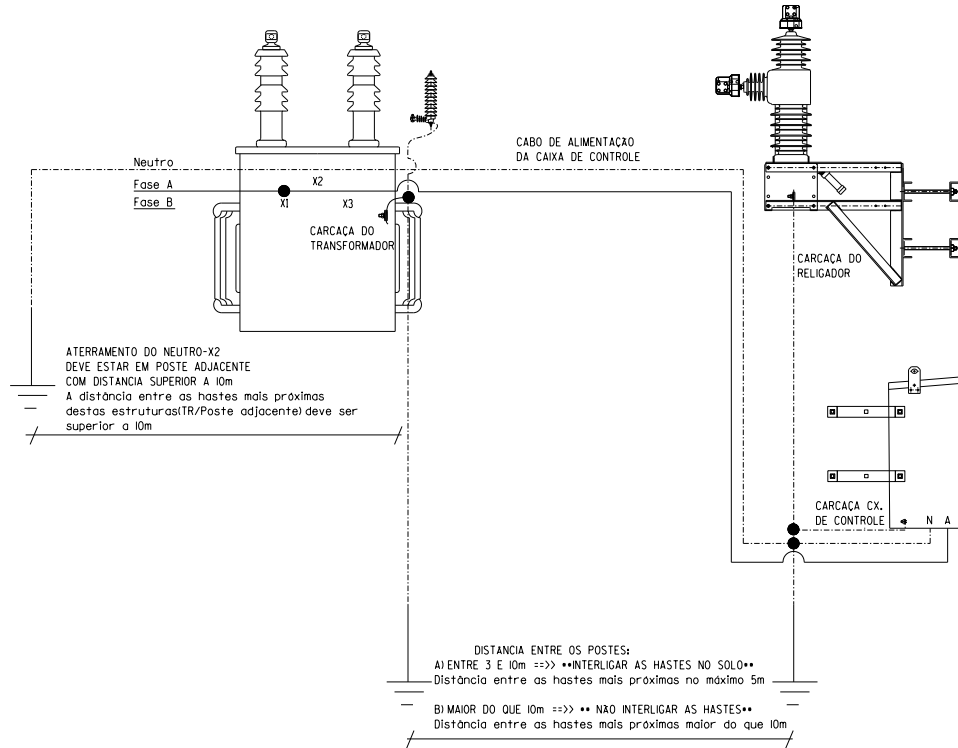 CABO DE ALIMENTAÇÃO
DA CAIXA DE CONTROLE
Neutro
Fase A
Fase B
X2
X1
X3
CARCAÇA DO
TRANSFORMADOR
CARCAÇA DO
RELIGADOR
ATERRAMENTO DO NEUTRO-X2
DEVE ESTAR EM POSTE ADJACENTE
COM DISTANCIA SUPERIOR A 10m
A distância entre as hastes mais próximas
destas estruturas(TR/Poste adjacente) deve ser
superior a 10m
CARCAÇA CX.
DE CONTROLE
N A
DISTANCIA ENTRE OS POSTES:
A) ENTRE 3 E 10m ==>> **INTERLIGAR AS HASTES NO SOLO**
Distância entre as hastes mais próximas no máximo 5m
B) MAIOR DO QUE 10m ==>> ** NÃO INTERLIGAR AS HASTES**
Distância entre as hastes mais próximas maior do que 10m